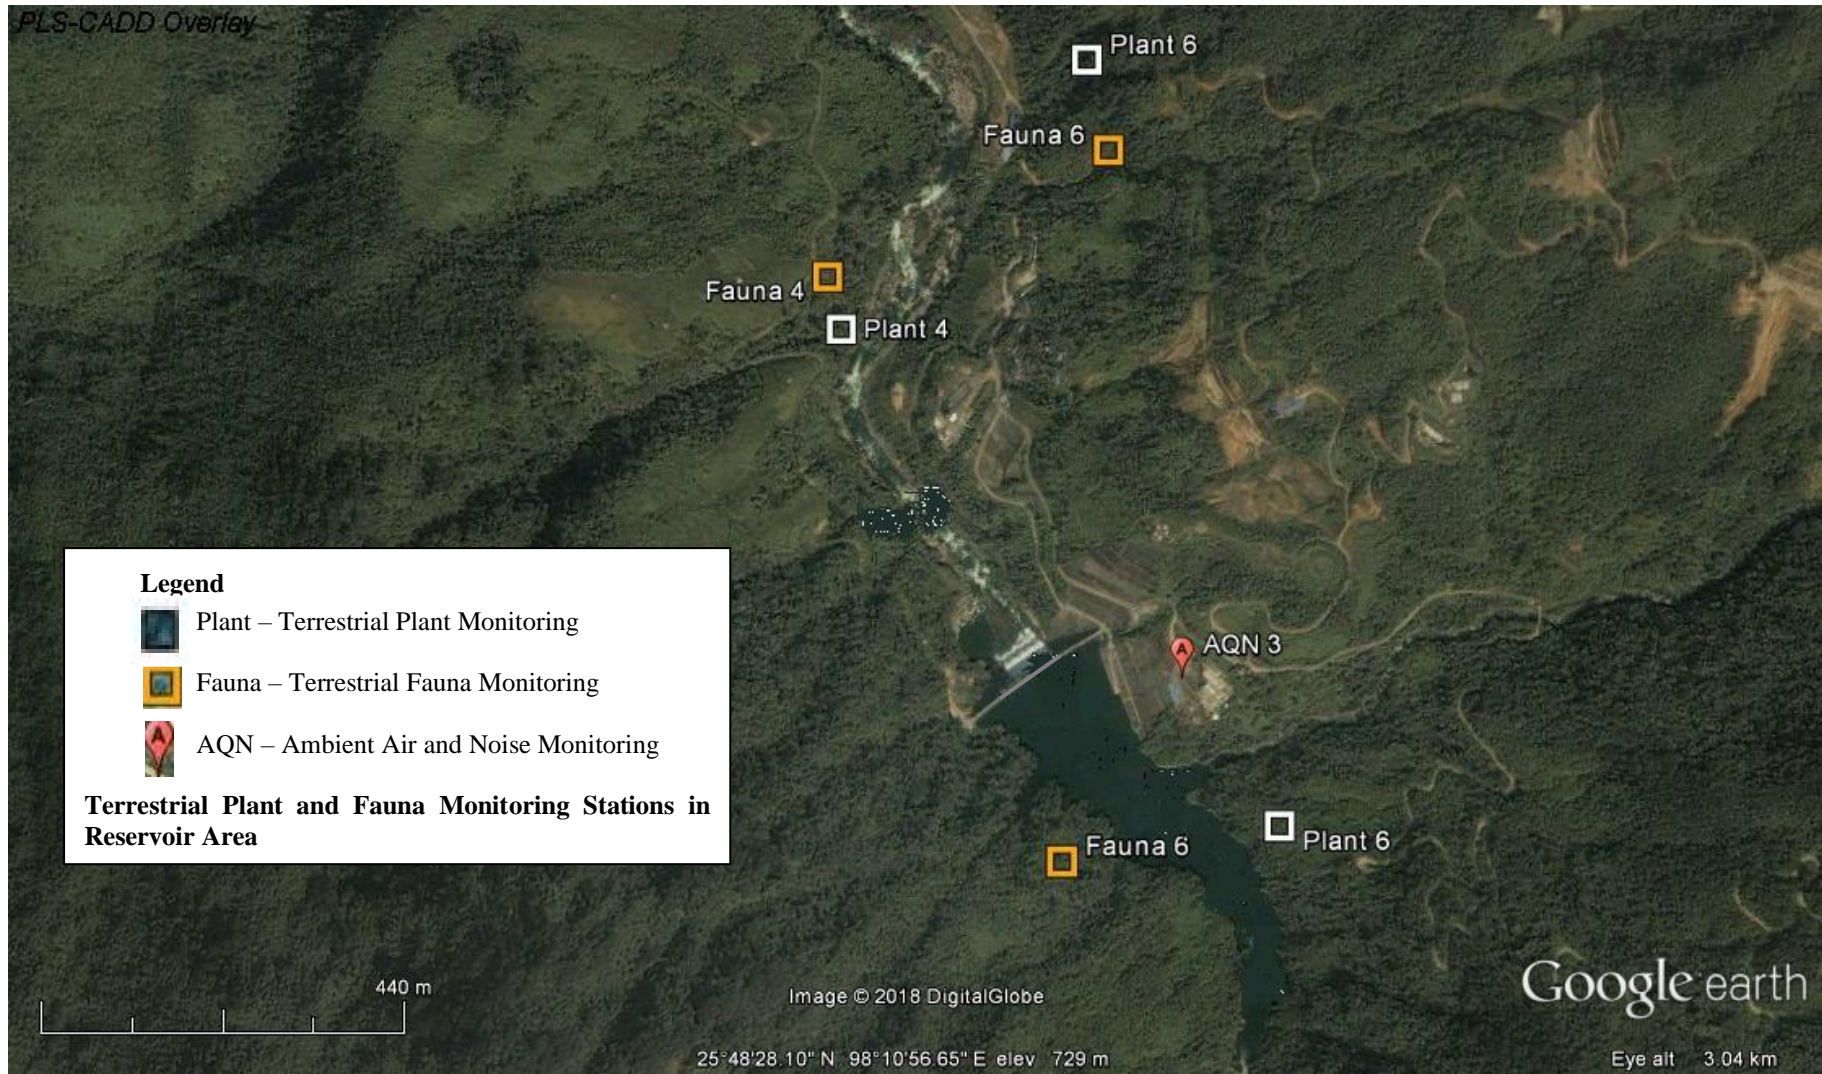 PLS-CADD Overlay
Plant 6
Fauna 6
Fauna 4
Plant 4
Legend
Plant – Terrestrial Plant Monitoring
Fauna – Terrestrial Fauna Monitoring
A
AQN – Ambient Air and Noise Monitoring
Terrestrial Plant and Fauna Monitoring Stations in
Reservoir Area
A
AQN 3
Plant 6
Fauna 6
440 m
Image © 2018 DigitalGlobe
Google earth
25°48'28.10" N 98°10'56.65" E elev 729 m
Eye alt 3.04 km